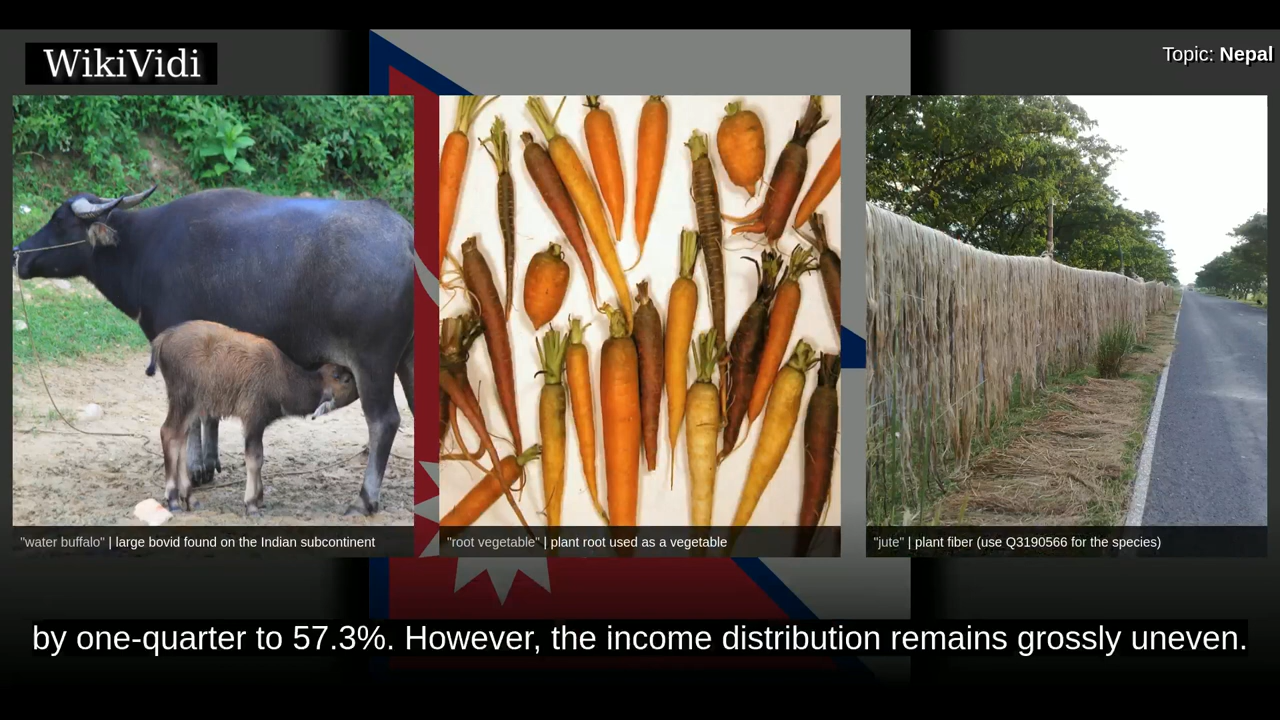 WikiVidi
Topic: Nepal
"water buffalo" | large bovid found on the Indian subcontinent
"root vegetable" | plant root used as a vegetable
"jute" | plant fiber (use Q3190566 for the species)
by one-quarter to 57.3%. However, the income distribution remains grossly uneven.